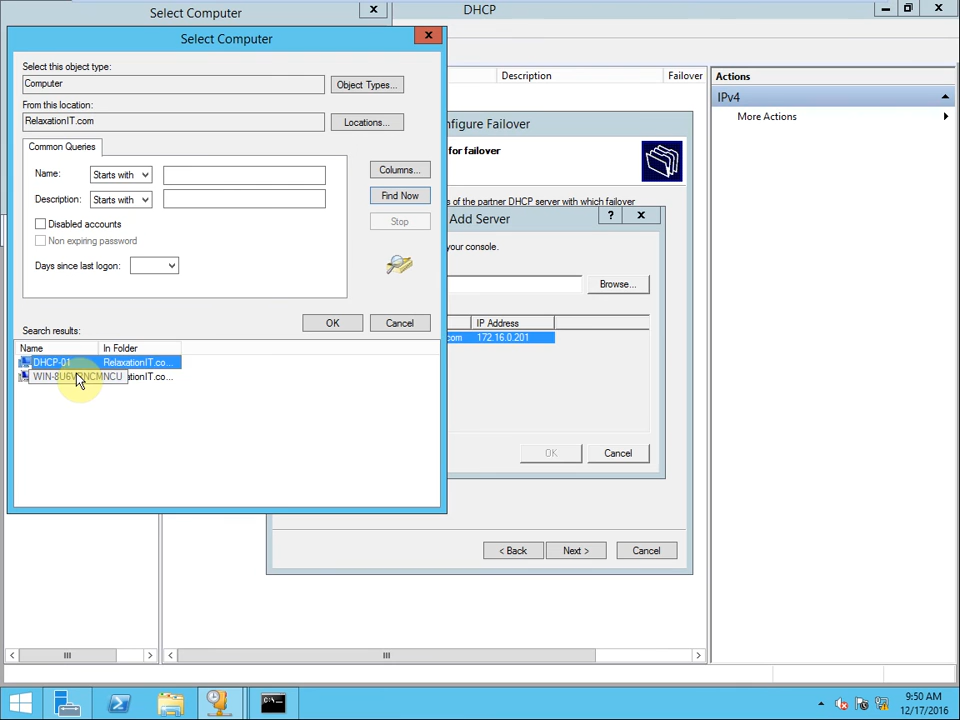 Select Computer
DHCP
Select Computer
Select this object type:
Computer
Object Types...
From this location:
RelaxationIT.com
Locations...
Common Queries
Name:
Starts with
Description:
Starts with
Disabled accounts
Non expiring password
Days since last logon:
Columns...
Find Now
Stop
OK
Cancel
Search results:
Name
In Folder
DHCP-01
RelaxationIT.co...
ationIT.co...
Description
Failover
nfigure Failover
for failover
s of the partner DHCP server with which failover
Add Server
?
your console.
Browse...
IP Address
com
172.16.0.201
OK
Cancel
< Back
Next >
Cancel
Actions
IPv4
More Actions
9:50 AM
12/17/2016